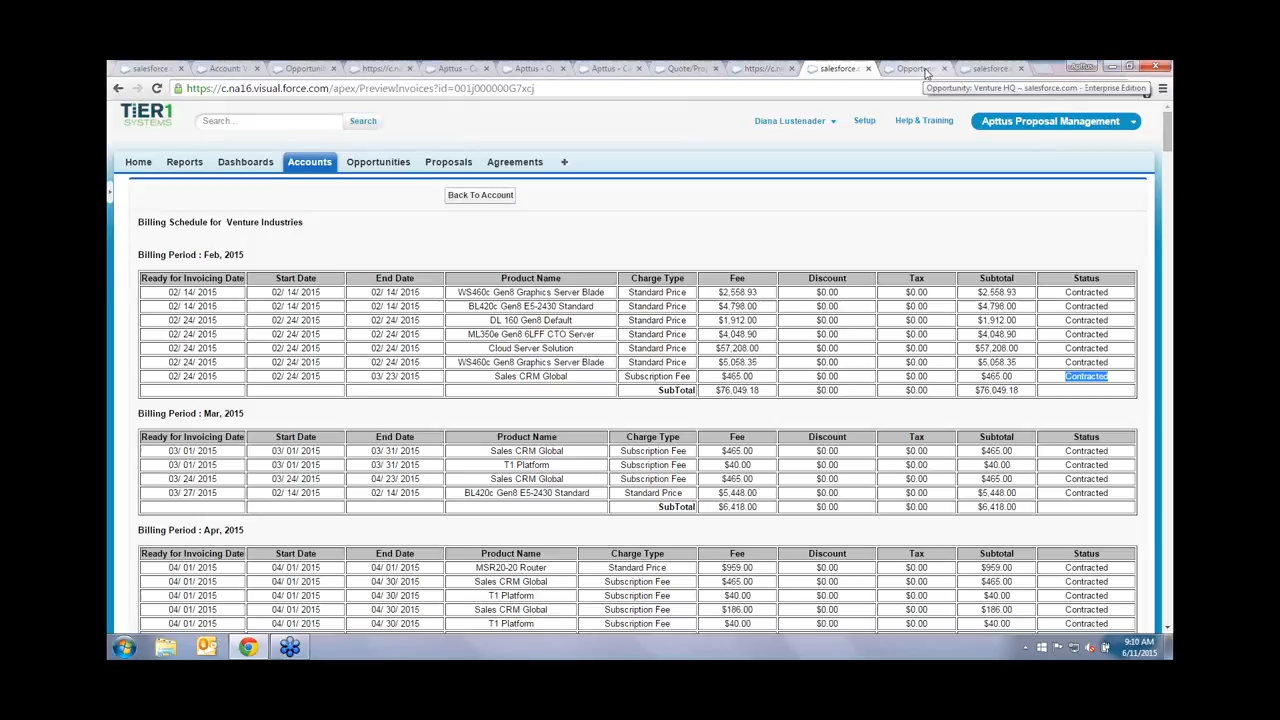 salesforce. Account: V Opportunit https://c.na Apttus - C Apttus - O Apttus - C Quote/Pro https://c.n salesforce.c Opportu salesforce. Apttus
https://c.na16.visual.force.com/apex/PreviewInvoices?id=
Opportunity: Venture HQ ~ salesforce.com - Enterprise Edition
TiER1
SYSTEMS
Search... Search Diana Lustenader Setup Help & Training Apttus Proposal Management
Home Reports Dashboards Accounts Opportunities Proposals Agreements +
Back To Account
Billing Schedule for Venture Industries
Billing Period : Feb, 2015
Ready for Invoicing Date Start Date End Date Product Name Charge Type Fee Discount Tax Subtotal Status
02/ 14/ 2015 02/ 14/ 2015 02/ 14/ 2015 WS460c Gen8 Graphics Server Blade Standard Price $2,558.93 $0.00 $0.00 $2,558.93 Contracted
02/ 14/ 2015 02/ 14/ 2015 02/ 14/ 2015 BL420c Gen8 E5-2430 Standard Standard Price $4,798.00 $0.00 $0.00 $4,798.00 Contracted
02/ 24/ 2015 02/ 24/ 2015 02/ 24/ 2015 DL 160 Gen8 Default Standard Price $1,912.00 $0.00 $0.00 $1,912.00 Contracted
02/ 24/ 2015 02/ 24/ 2015 02/ 24/ 2015 ML350e Gen8 6LFF CTO Server Standard Price $4,048.90 $0.00 $0.00 $4,048.90 Contracted
02/ 24/ 2015 02/ 24/ 2015 02/ 24/ 2015 Cloud Server Solution Standard Price $57,208.00 $0.00 $0.00 $57,208.00 Contracted
02/ 24/ 2015 02/ 24/ 2015 02/ 24/ 2015 WS460c Gen8 Graphics Server Blade Standard Price $5,058.35 $0.00 $0.00 $5,058.35 Contracted
02/ 24/ 2015 02/ 24/ 2015 03/ 23/ 2015 Sales CRM Global Subscription Fee $465.00 $0.00 $0.00 $465.00 Contracted
SubTotal $76,049.18 $0.00 $0.00 $76,049.18
Billing Period : Mar, 2015
Ready for Invoicing Date Start Date End Date Product Name Charge Type Fee Discount Tax Subtotal Status
03/ 01/ 2015 03/ 01/ 2015 03/ 31/ 2015 Sales CRM Global Subscription Fee $465.00 $0.00 $0.00 $465.00 Contracted
03/ 01/ 2015 03/ 01/ 2015 03/ 31/ 2015 T1 Platform Subscription Fee $40.00 $0.00 $0.00 $40.00 Contracted
03/ 24/ 2015 03/ 24/ 2015 04/ 23/ 2015 Sales CRM Global Subscription Fee $465.00 $0.00 $0.00 $465.00 Contracted
03/ 27/ 2015 02/ 14/ 2015 02/ 14/ 2015 BL420c Gen8 E5-2430 Standard Standard Price $5,448.00 $0.00 $0.00 $5,448.00 Contracted
SubTotal $6,418.00 $0.00 $0.00 $6,418.00
Billing Period : Apr, 2015
Ready for Invoicing Date Start Date End Date Product Name Charge Type Fee Discount Tax Subtotal Status
04/ 01/ 2015 04/ 01/ 2015 04/ 01/ 2015 MSR20-20 Router Standard Price $959.00 $0.00 $0.00 $959.00 Contracted
04/ 01/ 2015 04/ 01/ 2015 04/ 30/ 2015 Sales CRM Global Subscription Fee $465.00 $0.00 $0.00 $465.00 Contracted
04/ 01/ 2015 04/ 01/ 2015 04/ 30/ 2015 T1 Platform Subscription Fee $40.00 $0.00 $0.00 $40.00 Contracted
04/ 01/ 2015 04/ 01/ 2015 04/ 30/ 2015 Sales CRM Global Subscription Fee $186.00 $0.00 $0.00 $186.00 Contracted
04/ 01/ 2015 04/ 01/ 2015 04/ 30/ 2015 T1 Platform Subscription Fee $40.00 $0.00 $0.00 $40.00 Contracted
9:10 AM
6/11/2015